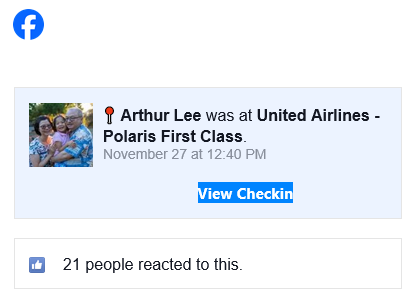 Arthur Lee was at United Airlines -
Polaris First Class.
November 27 at 12:40 PM
View Checkin
21 people reacted to this.